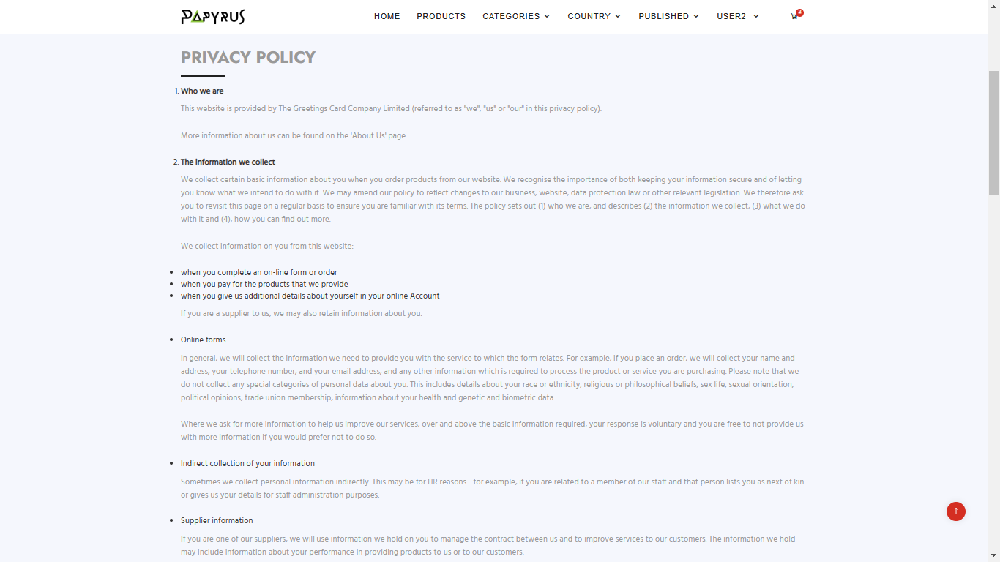 PAPYRUS
HOME PRODUCTS CATEGORIES COUNTRY PUBLISHED USER2 2
PRIVACY POLICY
1. Who we are
This website is provided by The Greetings Card Company Limited (referred to as "we", "us" or "our" in this privacy policy).
More information about us can be found on the 'About Us' page.
2. The information we collect
We collect certain basic information about you when you order products from our website. We recognise the importance of both keeping your information secure and of letting
you know what we intend to do with it. We may amend our policy to reflect changes to our business, website, data protection law or other relevant legislation. We therefore ask
you to revisit this page on a regular basis to ensure you are familiar with its terms. The policy sets out (1) who we are, and describes (2) the information we collect, (3) what we do
with it and (4), how you can find out more.
We collect information on you from this website:
• when you complete an on-line form or order
• when you pay for the products that we provide
• when you give us additional details about yourself in your online Account
If you are a supplier to us, we may also retain information about you.
• Online forms
In general, we will collect the information we need to provide you with the service to which the form relates. For example, if you place an order, we will collect your name and
address, your telephone number, and your email address, and any other information which is required to process the product or service you are purchasing. Please note that we
do not collect any special categories of personal data about you. This includes details about your race or ethnicity, religious or philosophical beliefs, sex life, sexual orientation,
political opinions, trade union membership, information about your health and genetic and biometric data.
Where we ask for more information to help us improve our services, over and above the basic information required, your response is voluntary and you are free to not provide us
with more information if you would prefer not to do so.
• Indirect collection of your information
Sometimes we collect personal information indirectly. This may be for HR reasons - for example, if you are related to a member of our staff and that person lists you as next of kin
or gives us your details for staff administration purposes.
• Supplier information
If you are one of our suppliers, we will use information we hold on you to manage the contract between us and to improve services to our customers. The information we hold
may include information about your performance in providing products to us or to our customers.